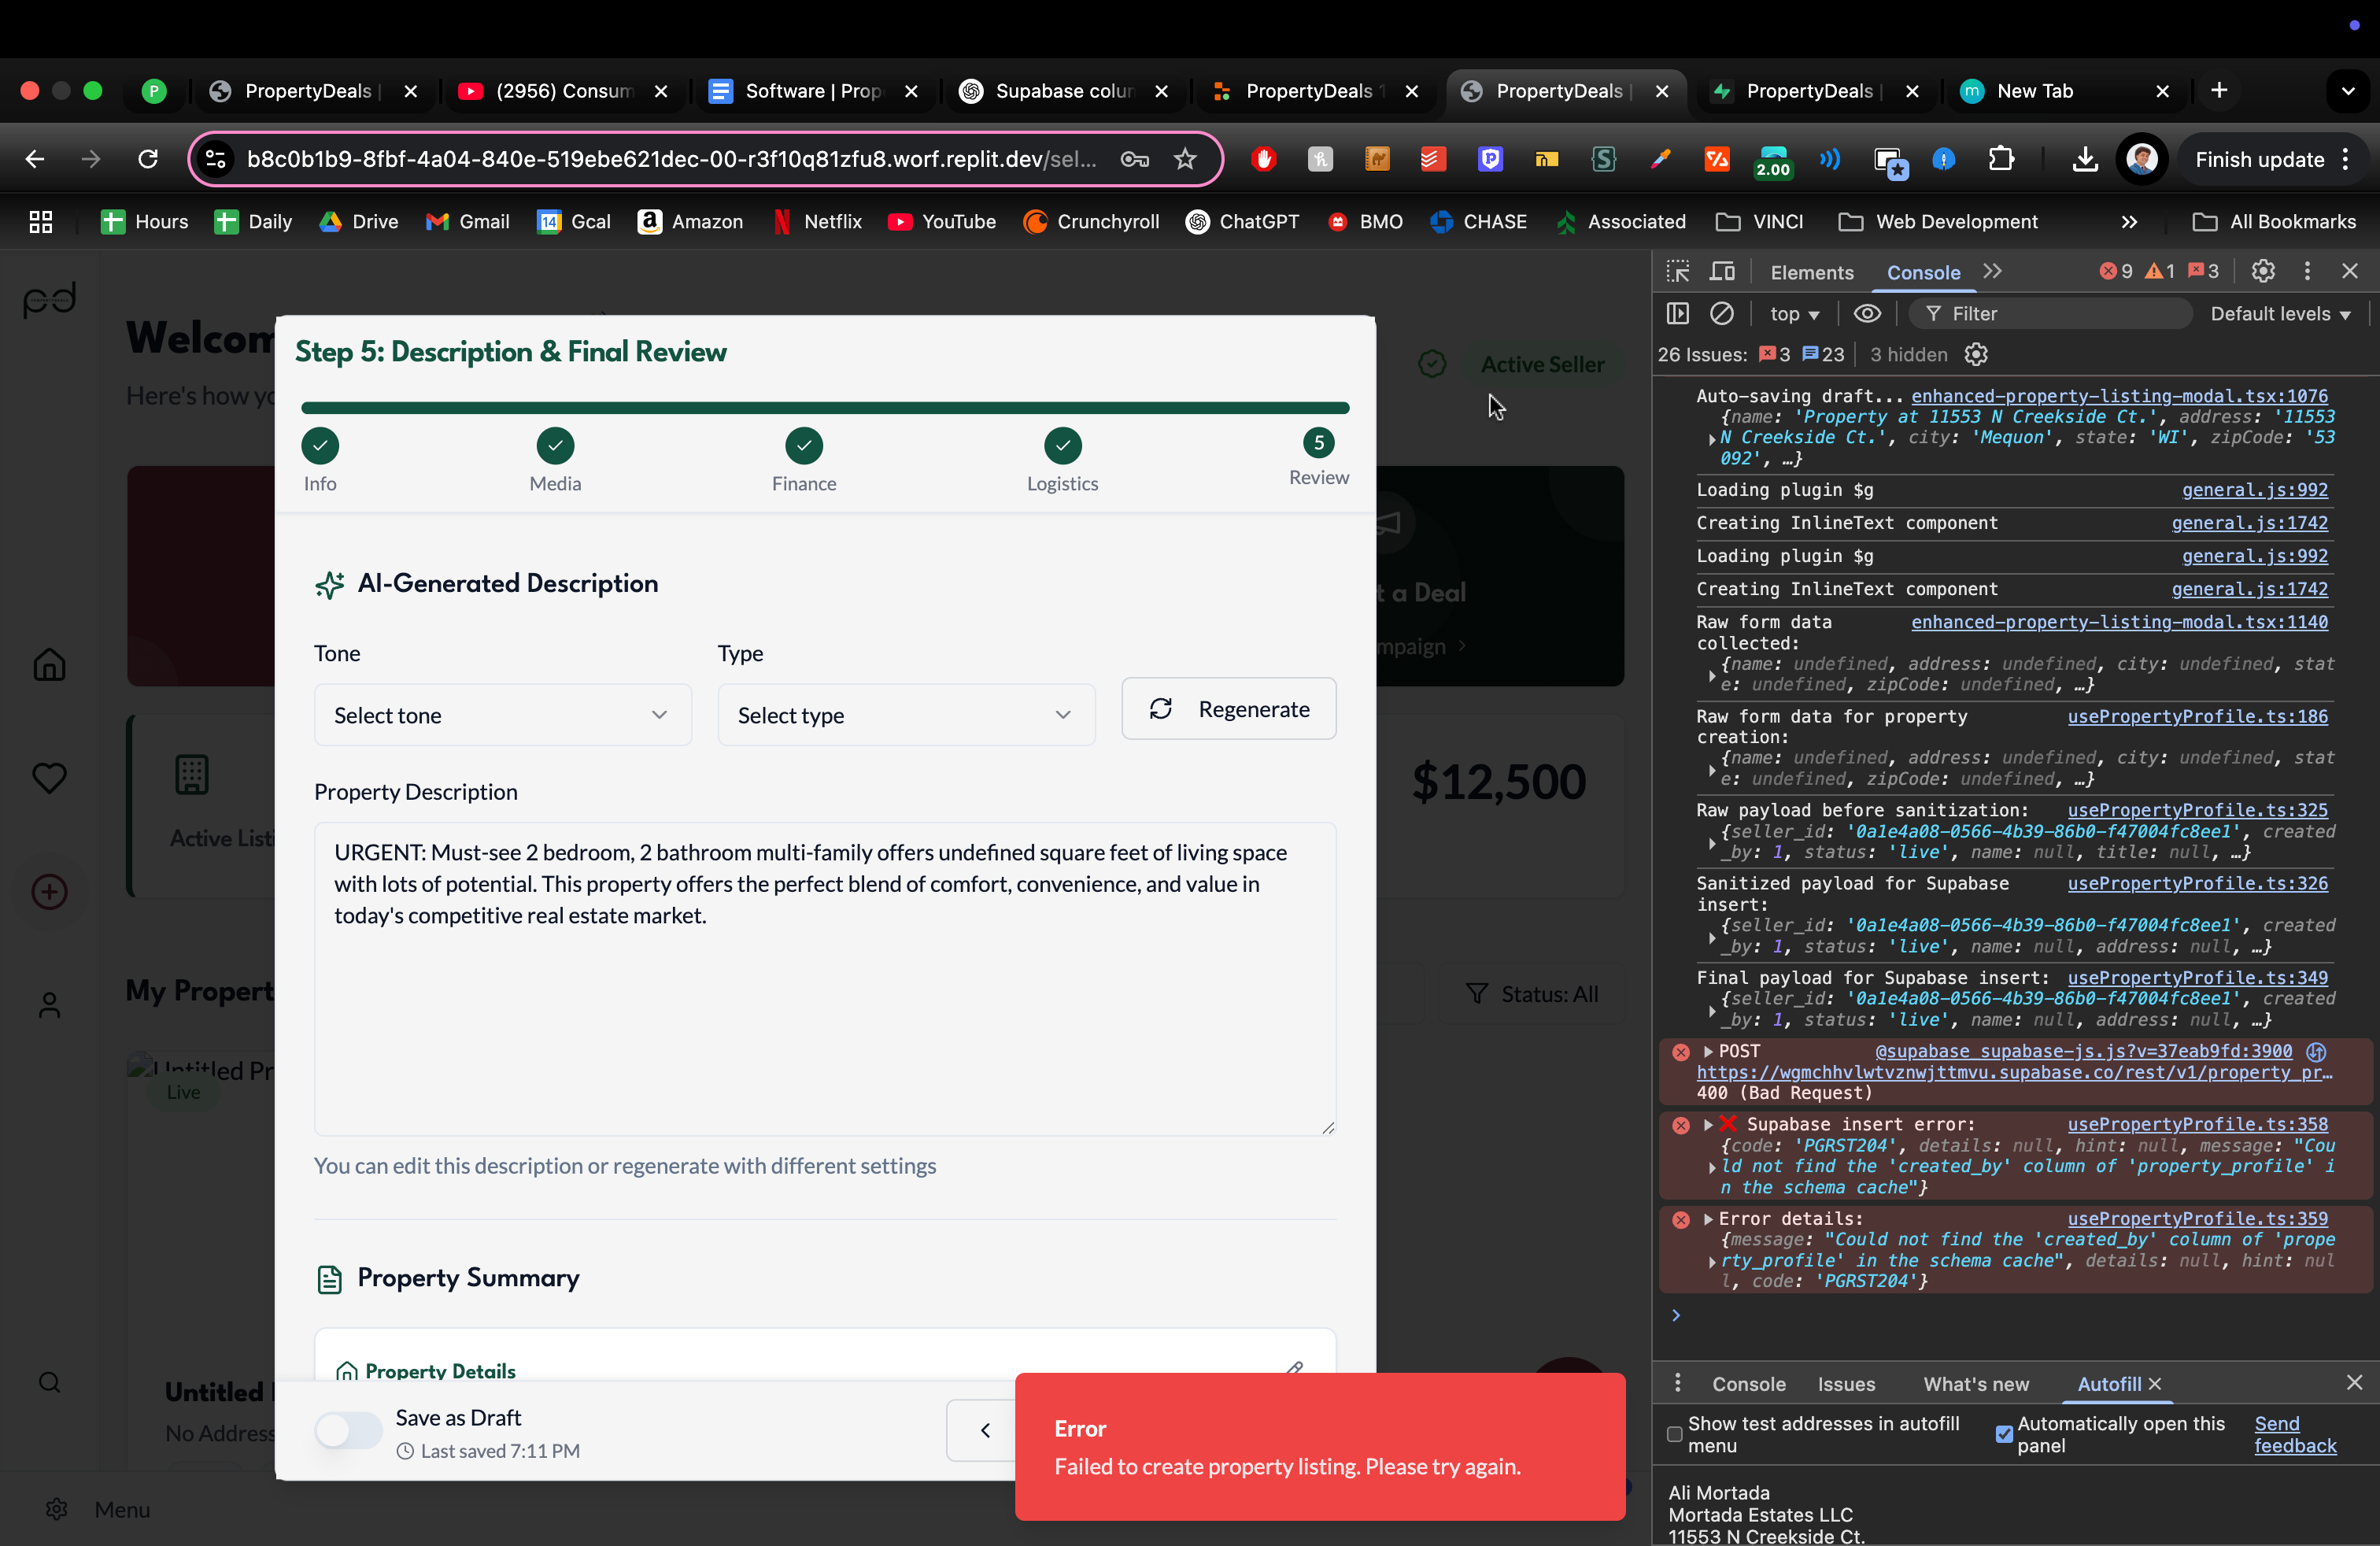 P
PropertyDeals |
(2956) Consum
Software | Prop
Supabase colur
PropertyDeals 1
PropertyDeals |
PropertyDeals |
New Tab
b8c0b1b9-8fbf-4a04-840e-519ebe621dec-00-r3f10q81zfu8.worf.replit.dev/sel...
2.00
Finish update
Hours
Daily
Drive
Gmail
Gcal
Amazon
Netflix
YouTube
Crunchyroll
ChatGPT
BMO
CHASE
Associated
VINCI
Web Development
All Bookmarks
pd
Welcom
Here's how yo
Active Listi
My Propert
Untitled Pr
Live
Untitled
No Address
Menu
Active Seller
t a Deal
mpaign
$12,500
Status: All
Step 5: Description & Final Review
Info
Media
Finance
Logistics
5
Review
AI-Generated Description
Tone
Type
Select tone
Select type
Regenerate
Property Description
URGENT: Must-see 2 bedroom, 2 bathroom multi-family offers undefined square feet of living space
with lots of potential. This property offers the perfect blend of comfort, convenience, and value in
today's competitive real estate market.
You can edit this description or regenerate with different settings
Property Summary
Property Details
Save as Draft
Last saved 7:11 PM
Error
Failed to create property listing. Please try again.
Elements
Console
9
1
3
top
Filter
Default levels
26 Issues:
3
23
3 hidden
Auto-saving draft... enhanced-property-listing-modal.tsx:1076
{name: 'Property at 11553 N Creekside Ct.', address: '11553
N Creekside Ct.', city: 'Mequon', state: 'WI', zipCode: '53
092', …}
Loading plugin $g general.js:992
Creating InlineText component general.js:1742
Loading plugin $g general.js:992
Creating InlineText component general.js:1742
Raw form data enhanced-property-listing-modal.tsx:1140
collected:
{name: undefined, address: undefined, city: undefined, stat
e: undefined, zipCode: undefined, …}
Raw form data for property usePropertyProfile.ts:186
creation:
{name: undefined, address: undefined, city: undefined, stat
e: undefined, zipCode: undefined, …}
Raw payload before sanitization: usePropertyProfile.ts:325
{seller_id: '0a1e4a08-0566-4b39-86b0-f47004fc8ee1', created
_by: 1, status: 'live', name: null, title: null, …}
Sanitized payload for Supabase usePropertyProfile.ts:326
insert:
{seller_id: '0a1e4a08-0566-4b39-86b0-f47004fc8ee1', created
_by: 1, status: 'live', name: null, address: null, …}
Final payload for Supabase insert: usePropertyProfile.ts:349
{seller_id: '0a1e4a08-0566-4b39-86b0-f47004fc8ee1', created
_by: 1, status: 'live', name: null, address: null, …}
POST @supabase_supabase-js.js?v=37eab9fd:3900
https://wgmchhvlwtvznwjttmvu.supabase.co/rest/v1/property_pr…
400 (Bad Request)
❌ Supabase insert error: usePropertyProfile.ts:358
{code: 'PGRST204', details: null, hint: null, message: "Cou
ld not find the 'created_by' column of 'property_profile' i
n the schema cache"}
Error details: usePropertyProfile.ts:359
{message: "Could not find the 'created_by' column of 'prope
rty_profile' in the schema cache", details: null, hint: nul
l, code: 'PGRST204'}
Console
Issues
What's new
Autofill
Show test addresses in autofill
menu
Automatically open this
panel
Send
feedback
Ali Mortada
Mortada Estates LLC
11553 N Creekside Ct.